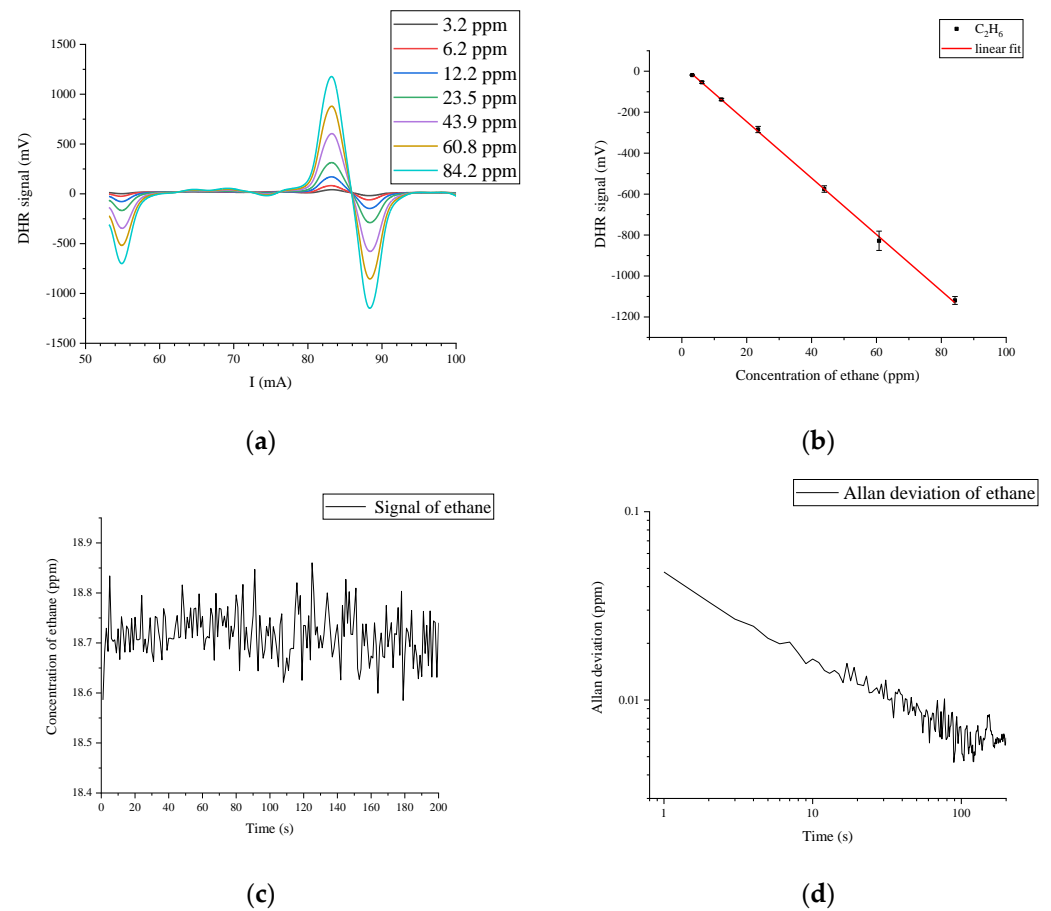 3.2 ppm
6.2 ppm
12.2 ppm
23.5 ppm
43.9 ppm
60.8 ppm
84.2 ppm
1500
1000
500
0
-500
-1000
-1500
DHR signal (mV)
50 60 70 80 90 100
I (mA)
(a)
C₂H₆
linear fit
0
-200
-400
-600
-800
-1000
-1200
DHR signal (mV)
0 20 40 60 80 100
Concentration of ethane (ppm)
(b)
Signal of ethane
18.9
18.8
18.7
18.6
18.5
18.4
Concentration of ethane (ppm)
0 20 40 60 80 100 120 140 160 180 200
Time (s)
(c)
Allan deviation of ethane
0.1
0.01
Allan deviation (ppm)
1 10 100
Time (s)
(d)